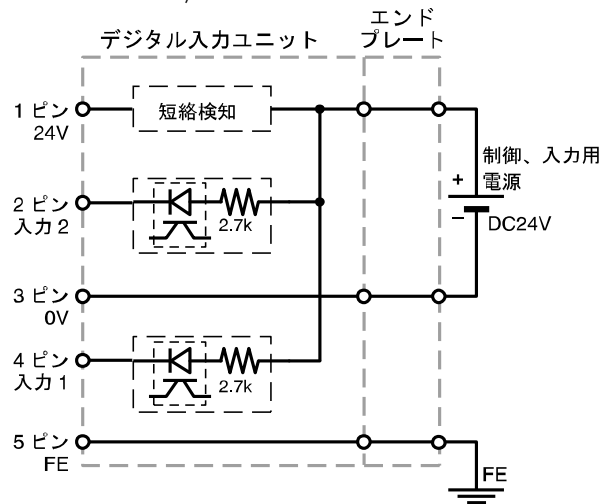 デジタル入力ユニット
エンド
プレート
1 ピン
24V
短絡検知
制御、入力用
電源
+
−
DC24V
2 ピン
入力 2
2.7k
3 ピン
0V
4 ピン
入力 1
2.7k
5 ピン
FE
FE